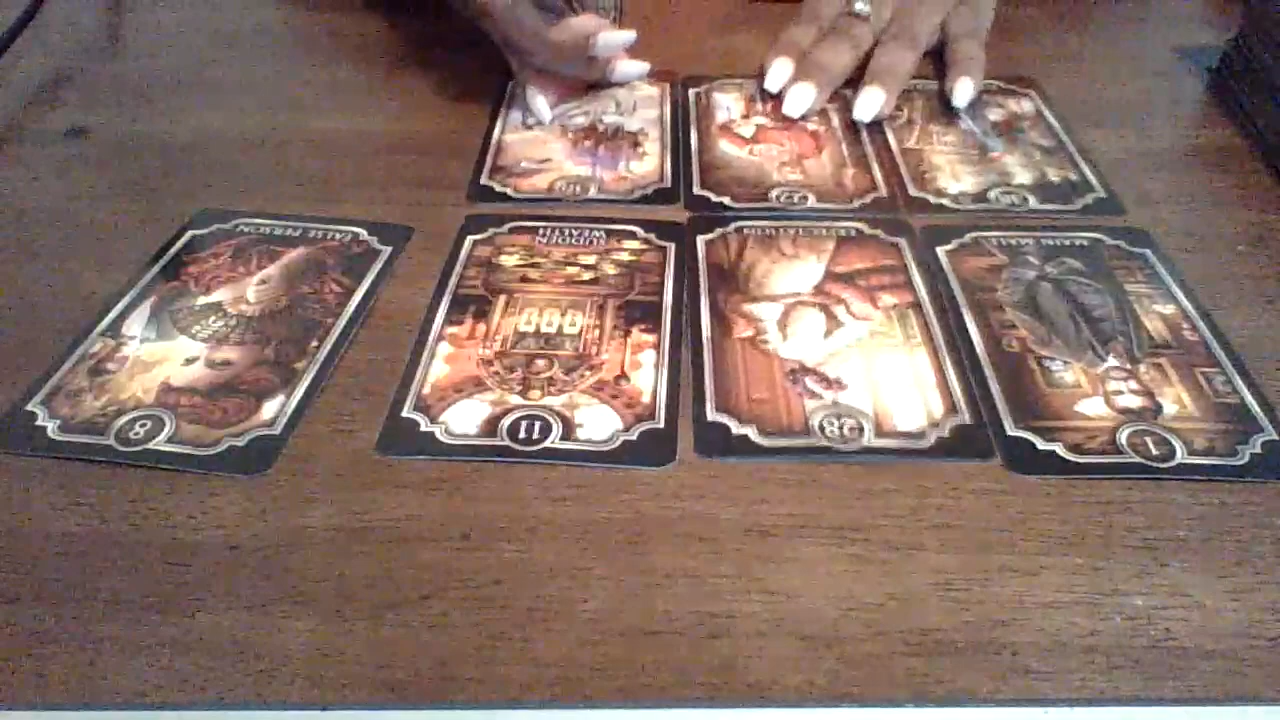 FALSE PERSON
8
SUDDEN
WEALTH
11
EXPECTATION
28
MAIN MALE
1